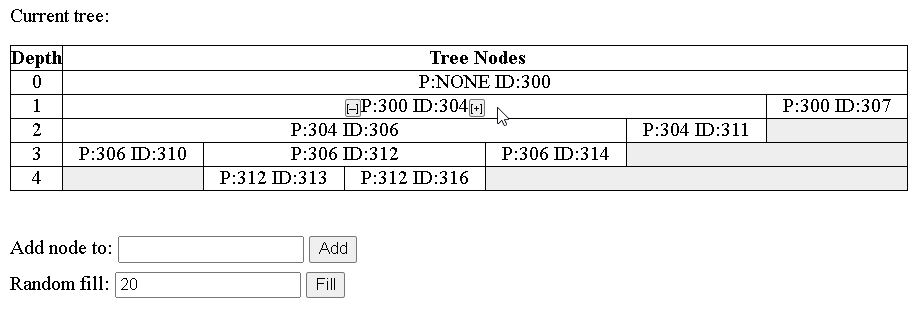 Current tree:
Depth Tree Nodes
0 P:NONE ID:300
1 [-]P:300 ID:304[+] P:300 ID:307
2 P:304 ID:306 P:304 ID:311
3 P:306 ID:310 P:306 ID:312 P:306 ID:314
4 P:312 ID:313 P:312 ID:316
Add node to: Add
Random fill: 20 Fill